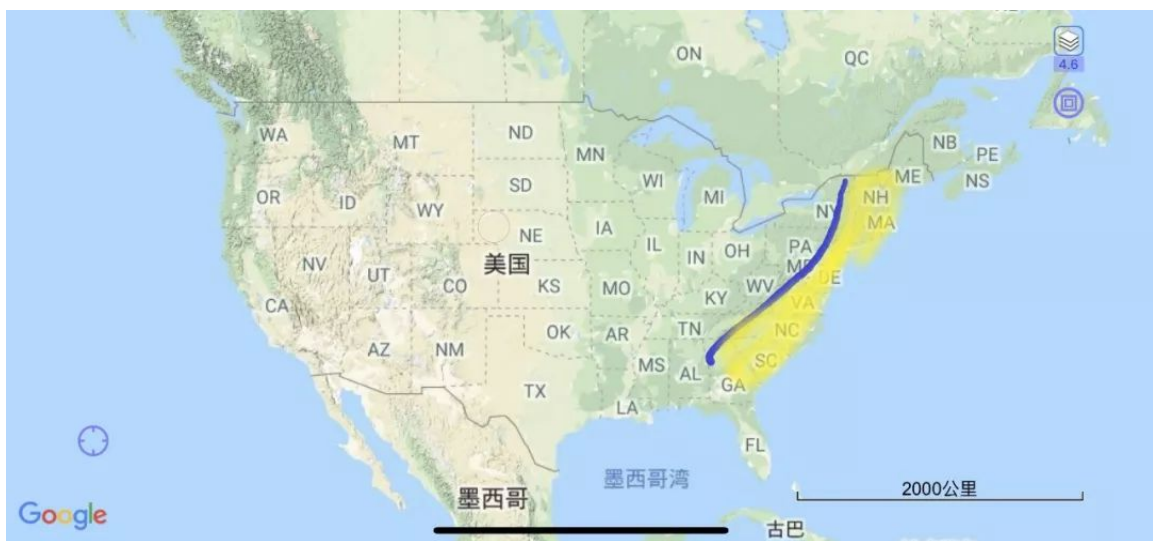 ON
QC
4.6
WA
MT
ND
MN
NB
PE
OR
ID
WY
SD
WI
MI
ME
NS
NY
NH
MA
NE
IA
IL
IN
OH
PA
NV
UT
CO
美国
KS
MO
KY
WV
DE
VA
CA
AZ
NM
OK
AR
TN
NC
MS
AL
SC
GA
TX
LA
FL
墨西哥湾
2000公里
墨西哥
古巴
Google